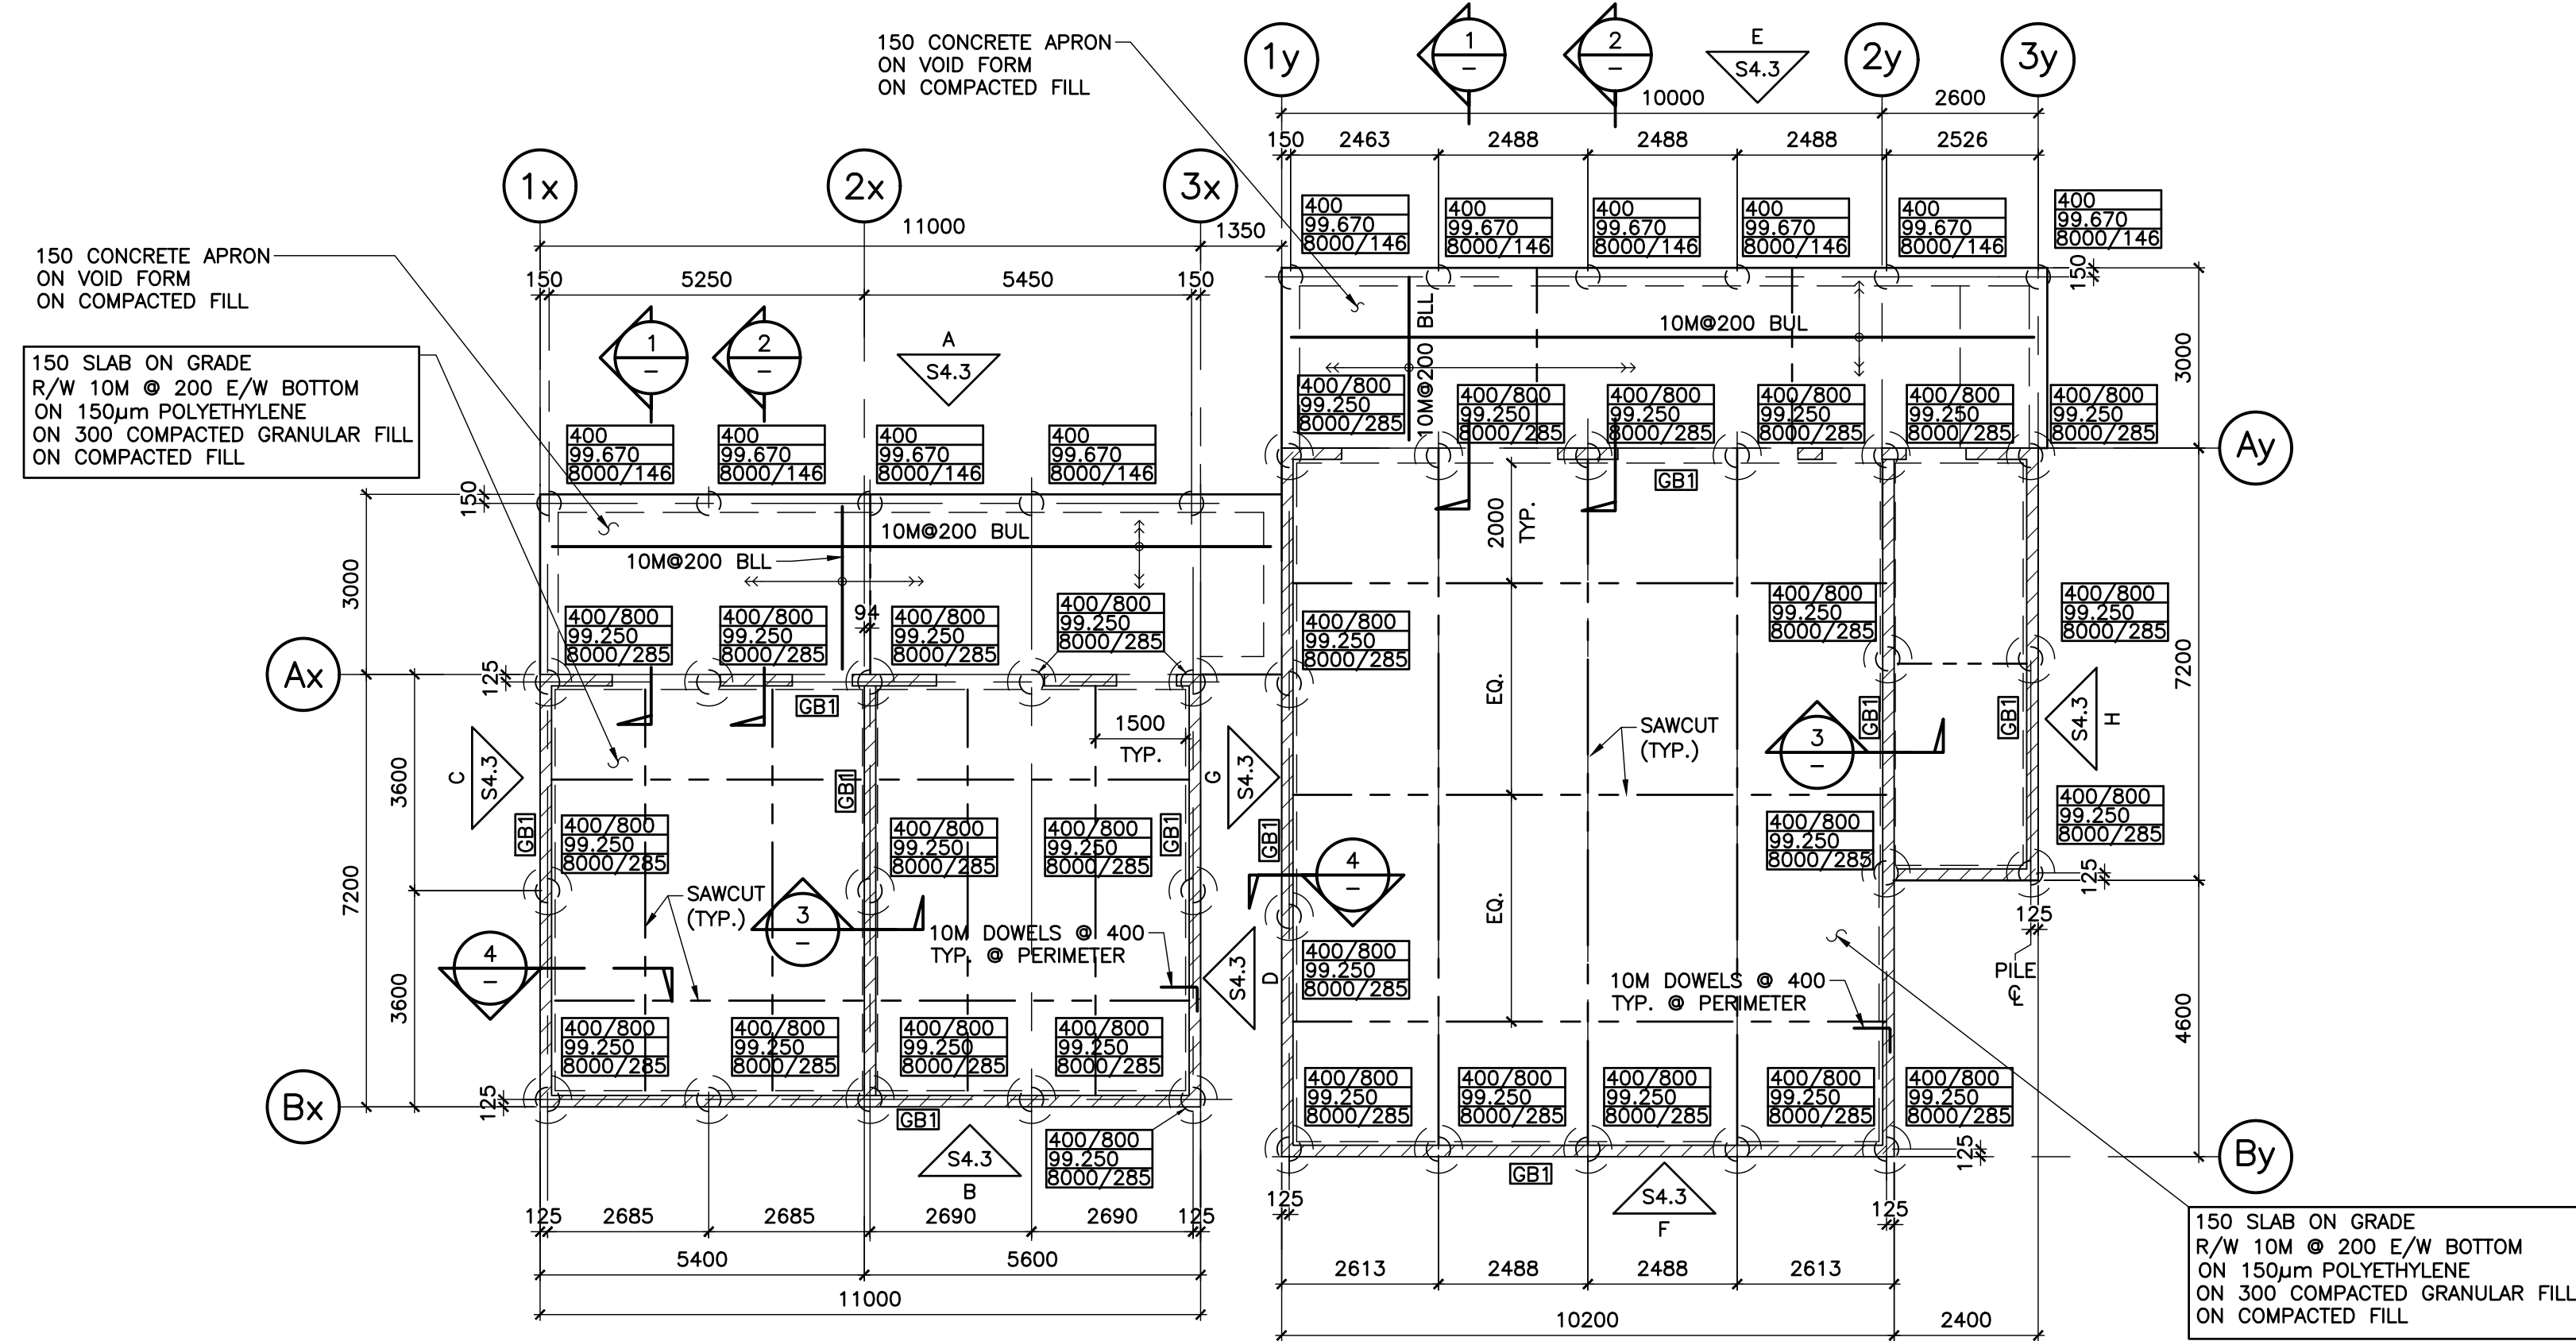 150 CONCRETE APRON
ON VOID FORM
ON COMPACTED FILL
1y
1
–
2
–
E
S4.3
2y
3y
10000
2600
150
2463
2488
2488
2488
2526
1x
2x
3x
11000
1350
150
5250
5450
150
400
99.670
8000/146
400
99.670
8000/146
400
99.670
8000/146
400
99.670
8000/146
400
99.670
8000/146
400
99.670
8000/146
150
150 CONCRETE APRON
ON VOID FORM
ON COMPACTED FILL
150 SLAB ON GRADE
R/W 10M @ 200 E/W BOTTOM
ON 150μm POLYETHYLENE
ON 300 COMPACTED GRANULAR FILL
ON COMPACTED FILL
1
–
2
–
A
S4.3
10M@200 BUL
10M@200 BLL
3000
400/800
99.250
8000/285
400/800
99.250
8000/285
400/800
99.250
8000/285
400/800
99.250
8000/285
400/800
99.250
8000/285
400/800
99.250
8000/285
Ay
400
99.670
8000/146
400
99.670
8000/146
400
99.670
8000/146
400
99.670
8000/146
150
GB1
2000
TYP.
10M@200 BUL
10M@200 BLL
3000
94
400/800
99.250
8000/285
400/800
99.250
8000/285
400/800
99.250
8000/285
400/800
99.250
8000/285
400/800
99.250
8000/285
400/800
99.250
8000/285
400/800
99.250
8000/285
7200
Ax
125
GB1
1500
TYP.
EQ.
SAWCUT
(TYP.)
GB1
GB1
3
–
S4.3
H
C
S4.3
G
S4.3
3600
GB1
GB1
GB1
GB1
400/800
99.250
8000/285
400/800
99.250
8000/285
400/800
99.250
8000/285
400/800
99.250
8000/285
400/800
99.250
8000/285
4
–
125
7200
SAWCUT
(TYP.)
3
–
10M DOWELS @ 400
TYP. @ PERIMETER
EQ.
125
PILE
℄
4
–
S4.3
D
400/800
99.250
8000/285
10M DOWELS @ 400
TYP. @ PERIMETER
3600
4600
400/800
99.250
8000/285
400/800
99.250
8000/285
400/800
99.250
8000/285
400/800
99.250
8000/285
400/800
99.250
8000/285
400/800
99.250
8000/285
400/800
99.250
8000/285
400/800
99.250
8000/285
400/800
99.250
8000/285
Bx
125
GB1
S4.3
B
400/800
99.250
8000/285
GB1
S4.3
F
125
By
125
125
125
2685
2685
2690
2690
125
5400
5600
11000
2613
2488
2488
2613
10200
2400
150 SLAB ON GRADE
R/W 10M @ 200 E/W BOTTOM
ON 150μm POLYETHYLENE
ON 300 COMPACTED GRANULAR FILL
ON COMPACTED FILL